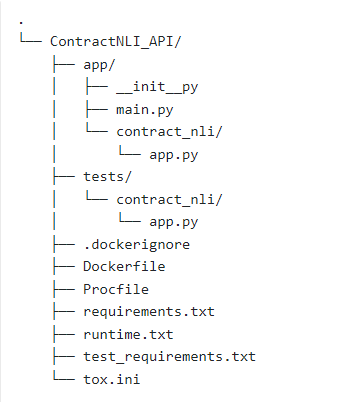 .
└── ContractNLI_API/
    ├── app/
    │   ├── __init__py
    │   ├── main.py
    │   └── contract_nli/
    │       └── app.py
    ├── tests/
    │   └── contract_nli/
    │       └── app.py
    ├── .dockerignore
    ├── Dockerfile
    ├── Procfile
    ├── requirements.txt
    ├── runtime.txt
    ├── test_requirements.txt
    └── tox.ini